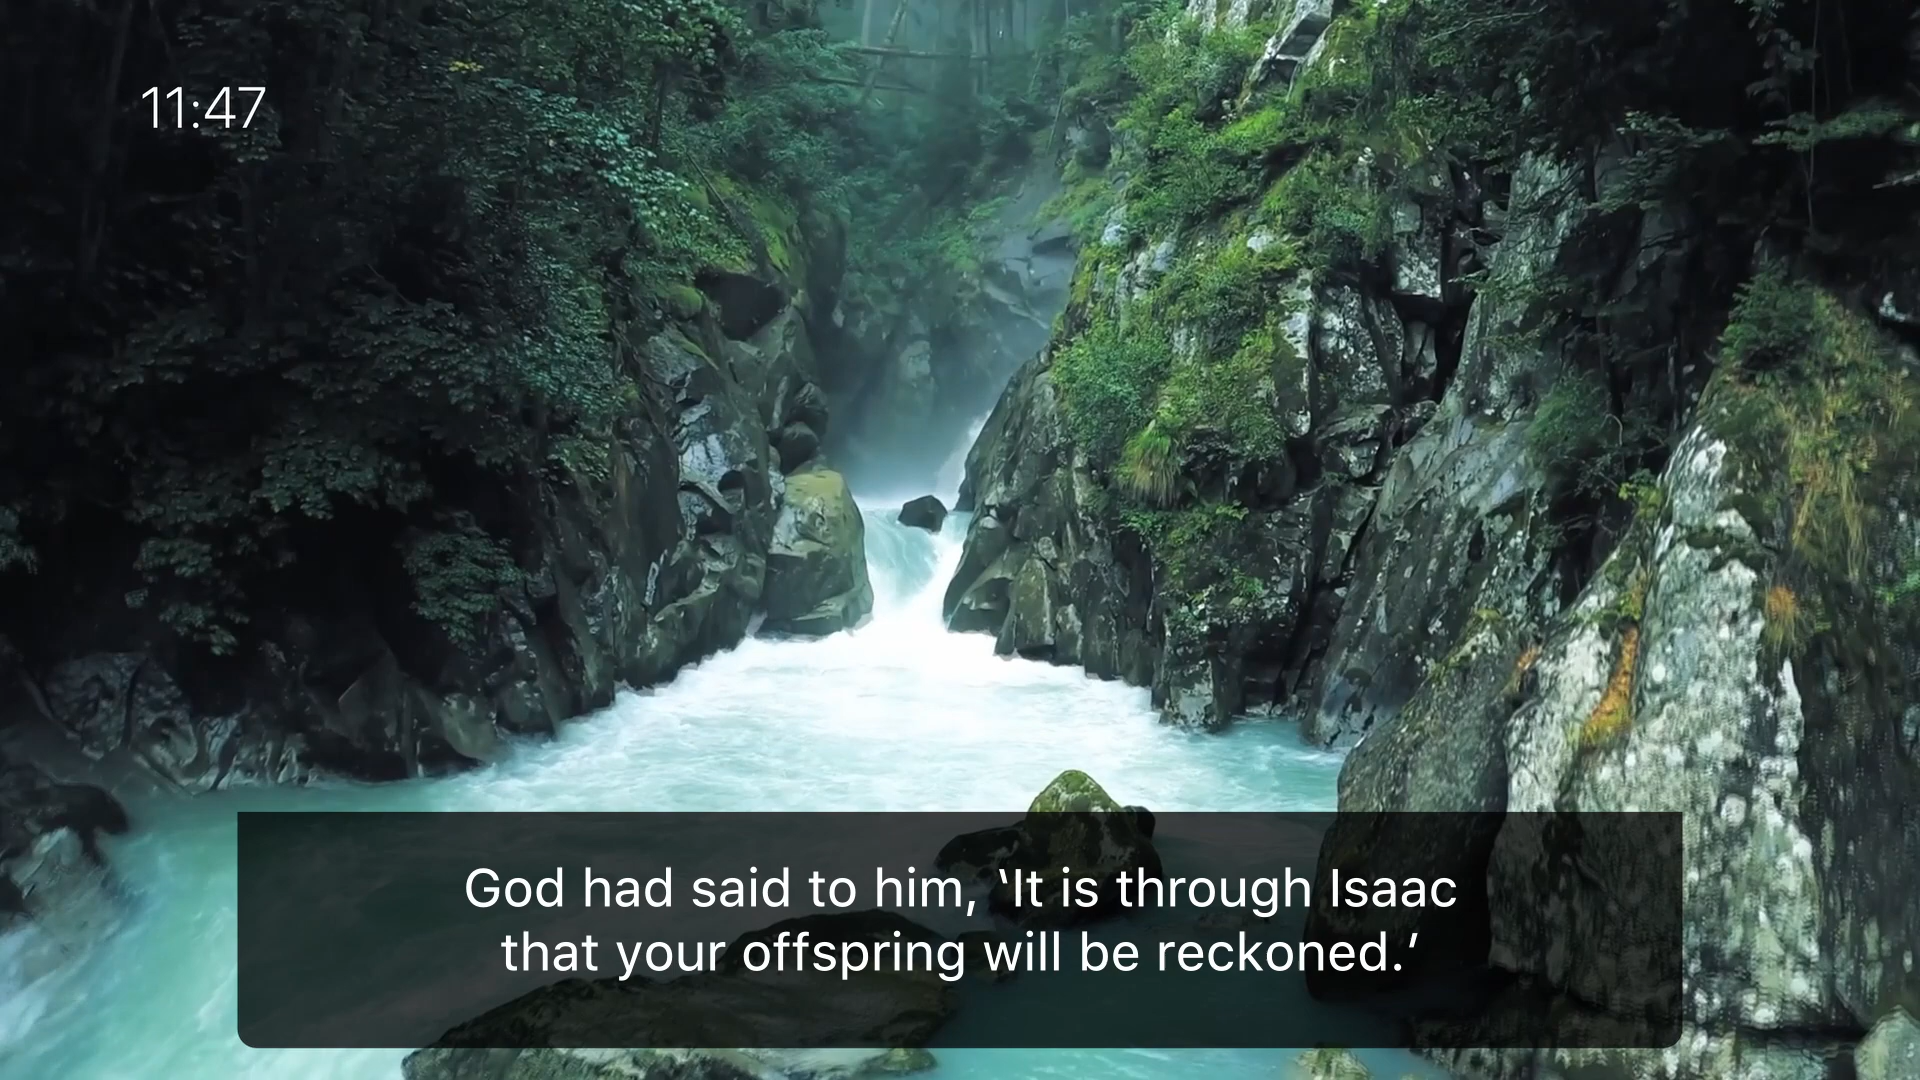 11:47
God had said to him, ‘It is through Isaac
that your offspring will be reckoned.’